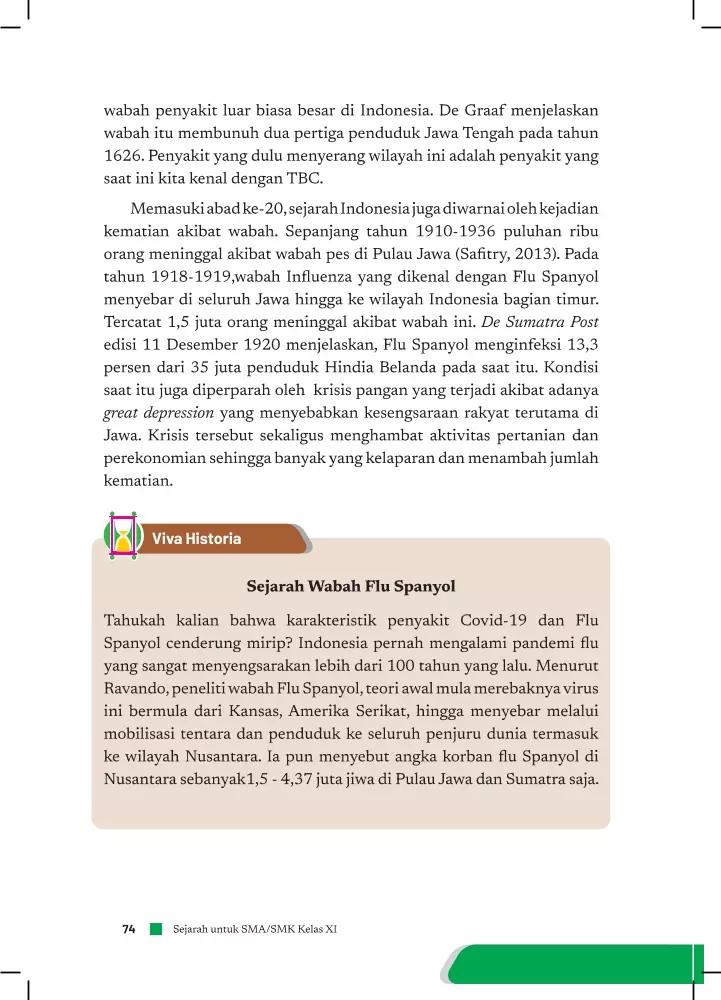 wabah penyakit luar biasa besar di Indonesia. De Graaf menjelaskan
wabah itu membunuh dua pertiga penduduk Jawa Tengah pada tahun
1626. Penyakit yang dulu menyerang wilayah ini adalah penyakit yang
saat ini kita kenal dengan TBC.
Memasuki abad ke-20, sejarah Indonesia juga diwarnai oleh kejadian
kematian akibat wabah. Sepanjang tahun 1910-1936 puluhan ribu
orang meninggal akibat wabah pes di Pulau Jawa (Safitry, 2013). Pada
tahun 1918-1919,wabah Influenza yang dikenal dengan Flu Spanyol
menyebar di seluruh Jawa hingga ke wilayah Indonesia bagian timur.
Tercatat 1,5 juta orang meninggal akibat wabah ini. De Sumatra Post
edisi 11 Desember 1920 menjelaskan, Flu Spanyol menginfeksi 13,3
persen dari 35 juta penduduk Hindia Belanda pada saat itu. Kondisi
saat itu juga diperparah oleh krisis pangan yang terjadi akibat adanya
great depression yang menyebabkan kesengsaraan rakyat terutama di
Jawa. Krisis tersebut sekaligus menghambat aktivitas pertanian dan
perekonomian sehingga banyak yang kelaparan dan menambah jumlah
kematian.
Viva Historia
Sejarah Wabah Flu Spanyol
Tahukah kalian bahwa karakteristik penyakit Covid-19 dan Flu
Spanyol cenderung mirip? Indonesia pernah mengalami pandemi flu
yang sangat menyengsarakan lebih dari 100 tahun yang lalu. Menurut
Ravando, peneliti wabah Flu Spanyol, teori awal mula merebaknya virus
ini bermula dari Kansas, Amerika Serikat, hingga menyebar melalui
mobilisasi tentara dan penduduk ke seluruh penjuru dunia termasuk
ke wilayah Nusantara. Ia pun menyebut angka korban flu Spanyol di
Nusantara sebanyak1,5 - 4,37 juta jiwa di Pulau Jawa dan Sumatra saja.
74 Sejarah untuk SMA/SMK Kelas XI